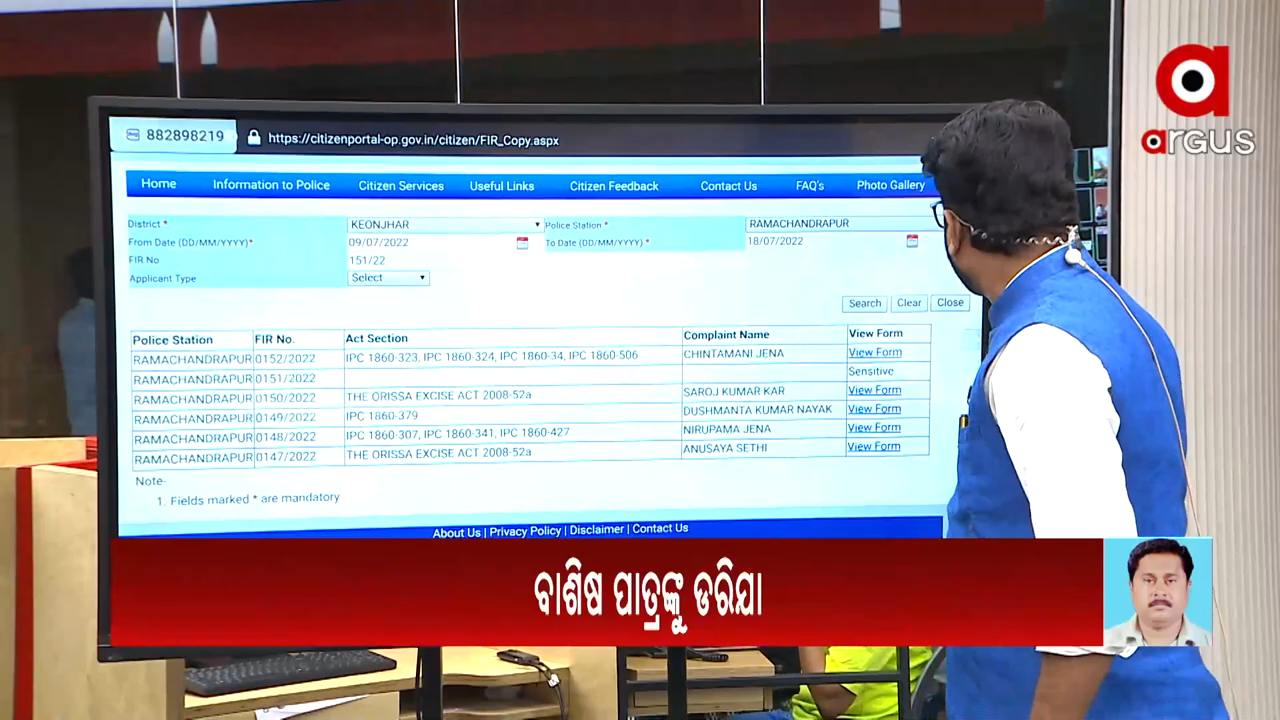 argus
882898219 https://citizenportal-op.gov.in/citizen/FIR_Copy.aspx
Home Information to Police Citizen Services Useful Links Citizen Feedback Contact Us FAQ's Photo Gallery
District * KEONJHAR Police Station * RAMACHANDRAPUR
From Date (DD/MM/YYYY)* 09/07/2022 To Date (DD/MM/YYYY) * 18/07/2022
FIR No 151/22
Applicant Type Select
Search Clear Close
Police Station FIR No. Act Section Complaint Name View Form
RAMACHANDRAPUR 0152/2022 IPC 1860-323, IPC 1860-324, IPC 1860-34, IPC 1860-506 CHINTAMANI JENA View Form
RAMACHANDRAPUR 0151/2022 Sensitive
RAMACHANDRAPUR 0150/2022 THE ORISSA EXCISE ACT 2008-52a SAROJ KUMAR KAR View Form
RAMACHANDRAPUR 0149/2022 IPC 1860-379 DUSHMANTA KUMAR NAYAK View Form
RAMACHANDRAPUR 0148/2022 IPC 1860-307, IPC 1860-341, IPC 1860-427 NIRUPAMA JENA View Form
RAMACHANDRAPUR 0147/2022 THE ORISSA EXCISE ACT 2008-52a ANUSAYA SETHI View Form
Note-
1. Fields marked * are mandatory
About Us | Privacy Policy | Disclaimer | Contact Us
ବାଶିଷ ପାତ୍ରଙ୍କୁ ଡରିଯା